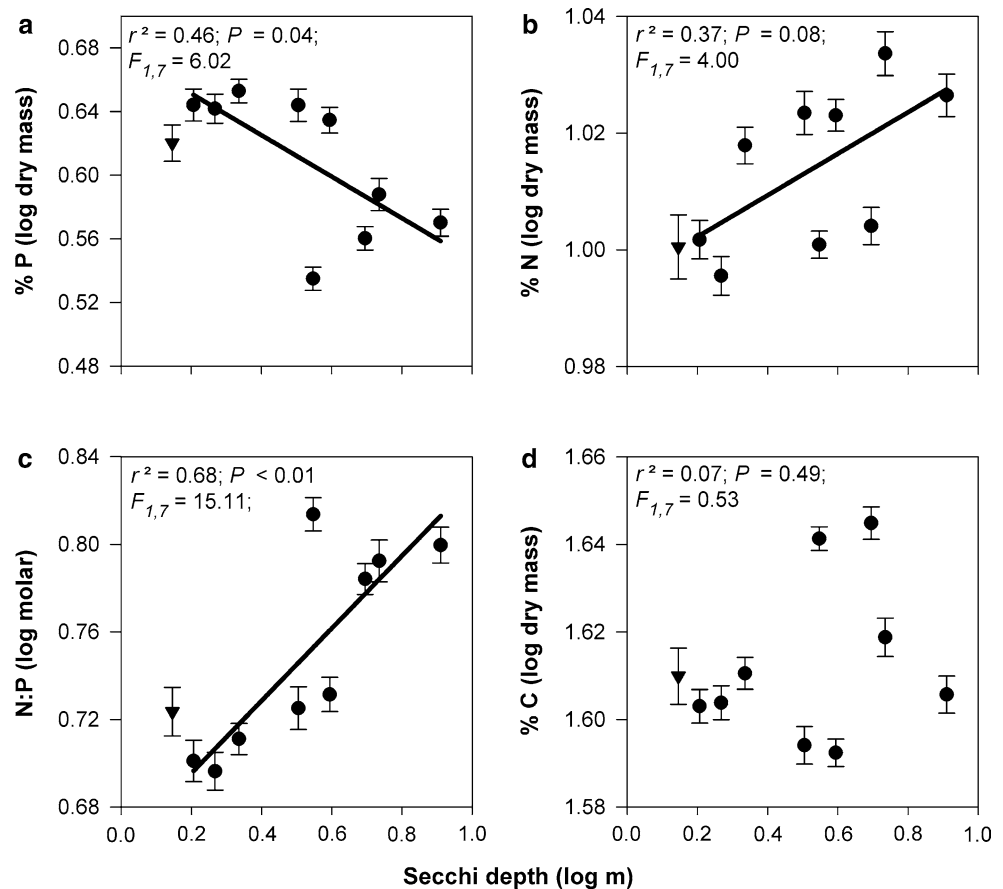 a
r² = 0.46; P = 0.04;
F1,7 = 6.02
% P (log dry mass)
0.68
0.64
0.60
0.56
0.52
0.48
b
r² = 0.37; P = 0.08;
F1,7 = 4.00
% N (log dry mass)
1.04
1.02
1.00
0.98
c
r² = 0.68; P < 0.01
F1,7 = 15.11;
N:P (log molar)
0.84
0.80
0.76
0.72
0.68
0.0 0.2 0.4 0.6 0.8 1.0
d
r² = 0.07; P = 0.49;
F1,7 = 0.53
% C (log dry mass)
1.66
1.64
1.62
1.60
1.58
0.0 0.2 0.4 0.6 0.8 1.0
Secchi depth (log m)